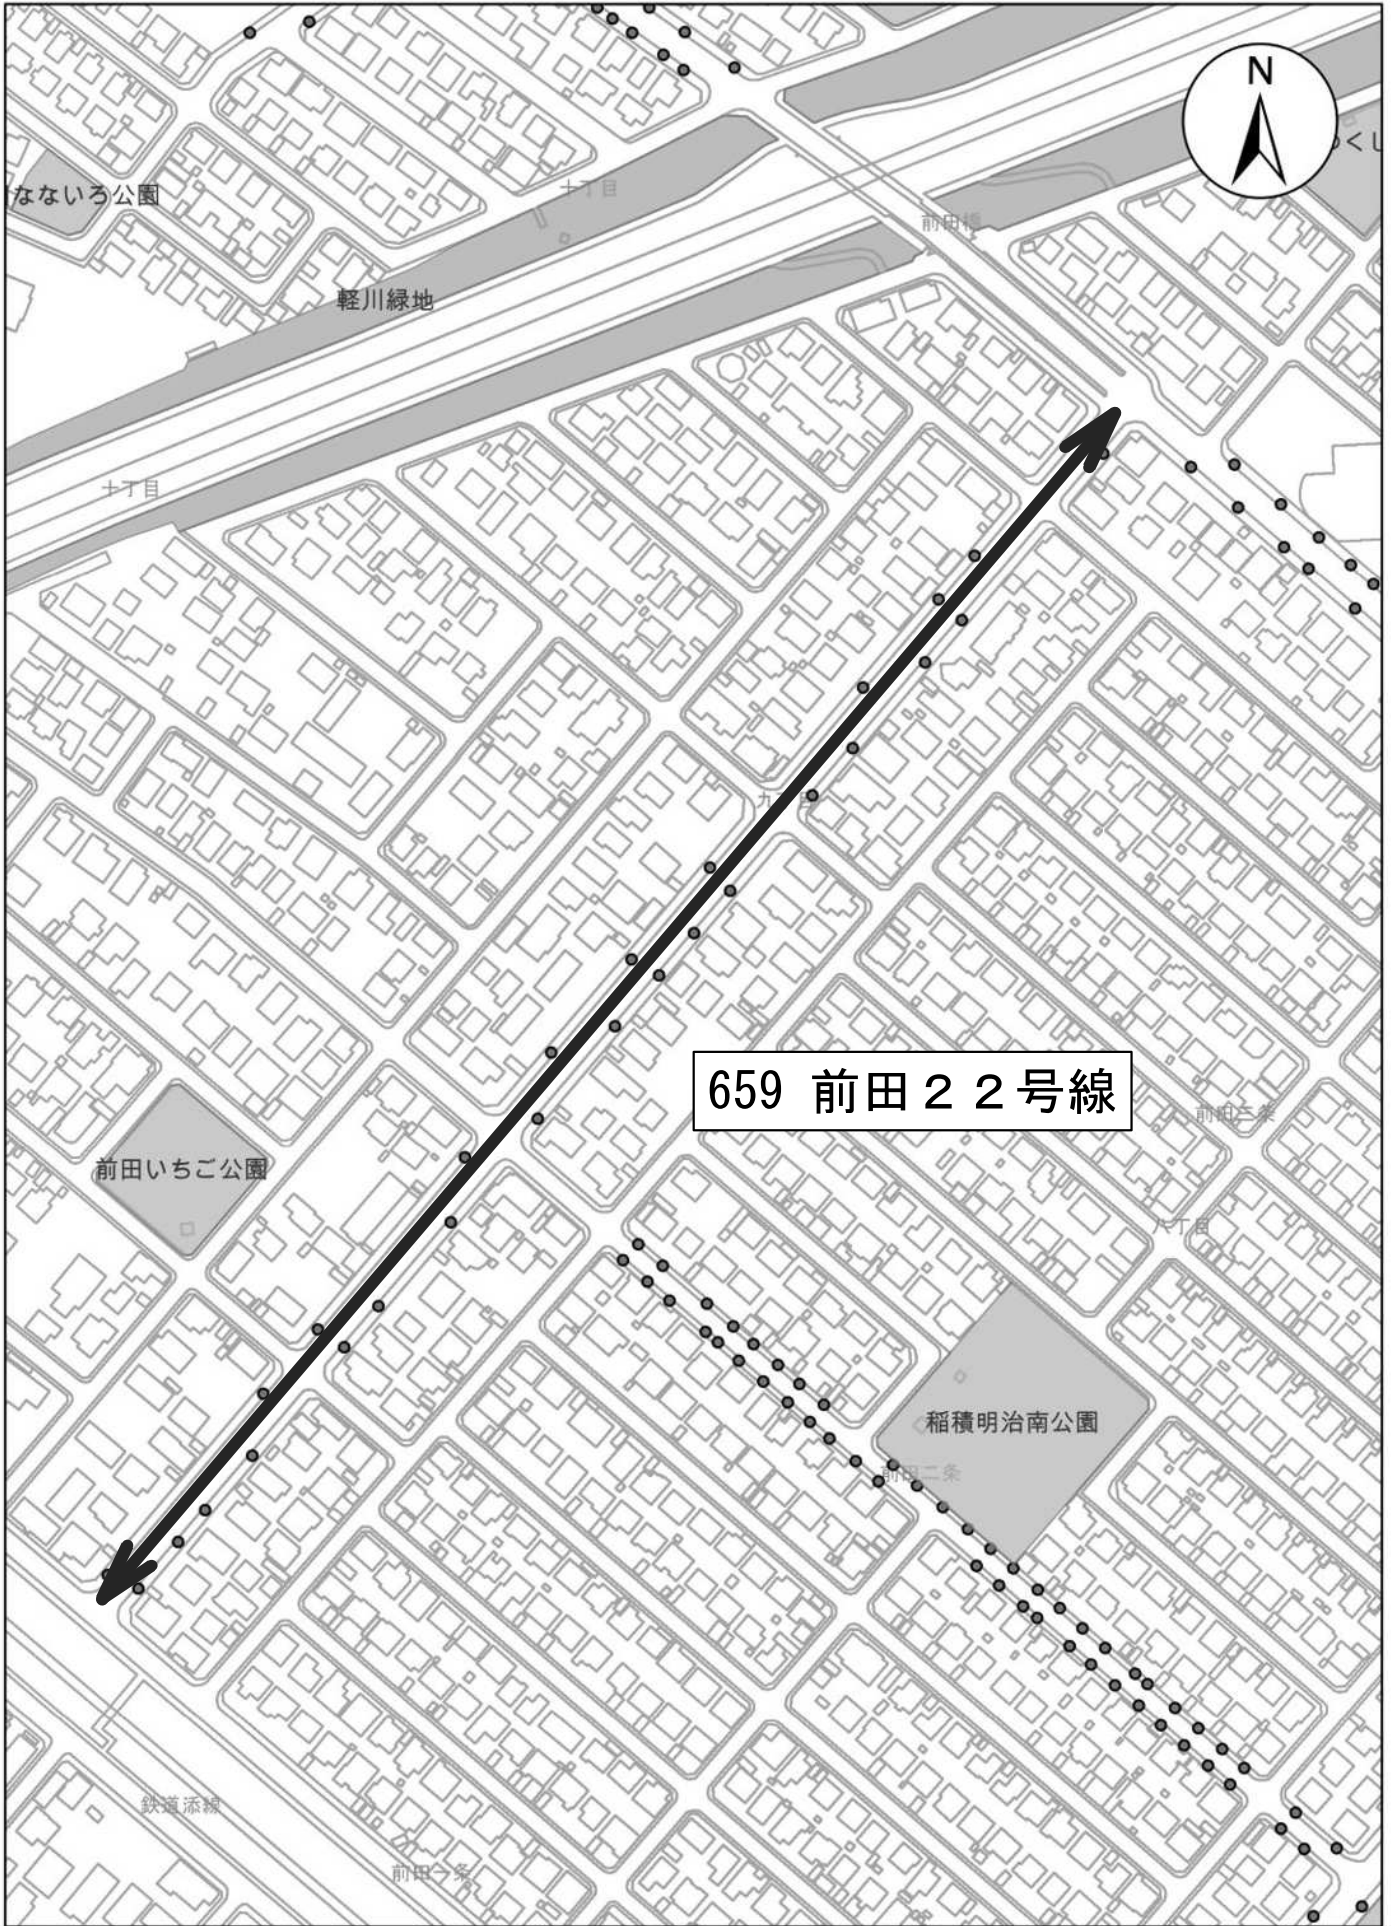 N
なないろ公園
十丁目
前田橋
軽川緑地
十丁目
九丁目
659 前田２２号線
前田三条
前田いちご公園
八丁目
稲積明治南公園
前田二条
鉄道添線
前田一条